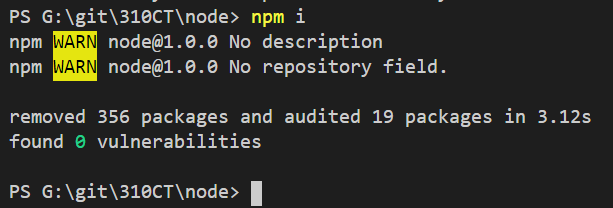 PS G:\git\310CT\node> npm i
npm WARN node@1.0.0 No description
npm WARN node@1.0.0 No repository field.
removed 356 packages and audited 19 packages in 3.12s
found 0 vulnerabilities
PS G:\git\310CT\node>